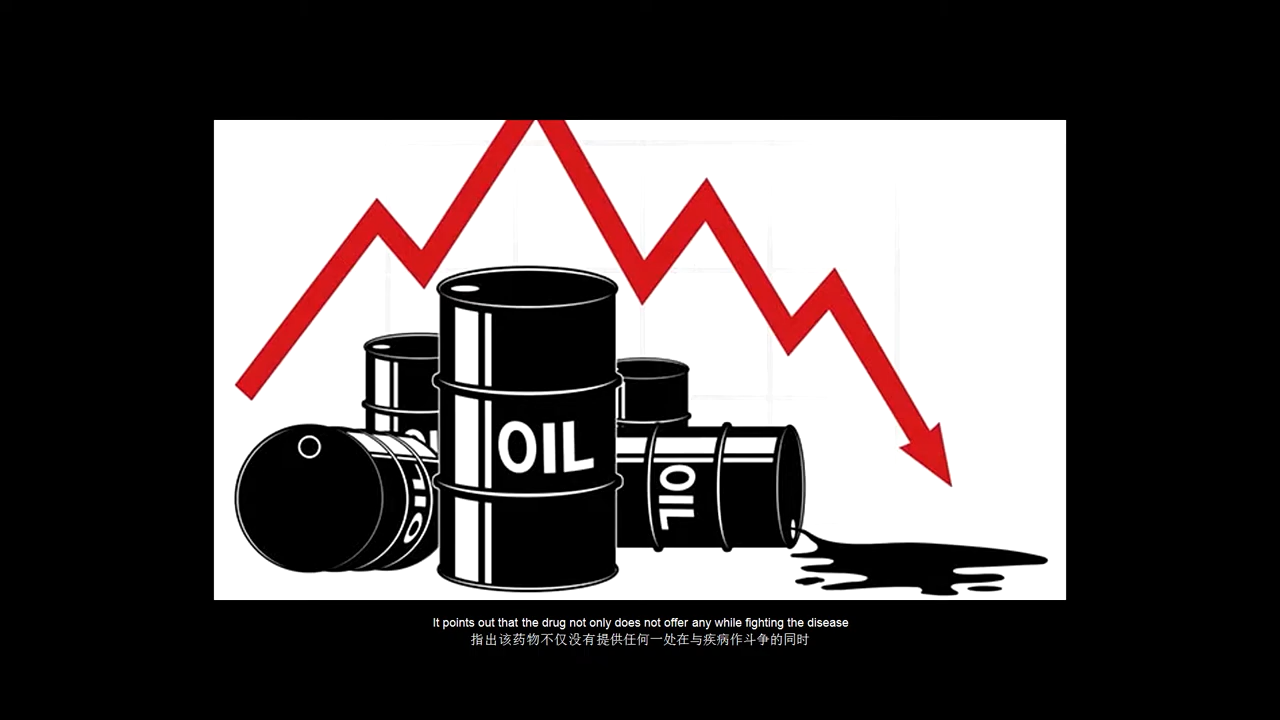 OIL
OIL
OIL
It points out that the drug not only does not offer any while fighting the disease
指出该药物不仅没有提供任何一处在与疾病作斗争的同时